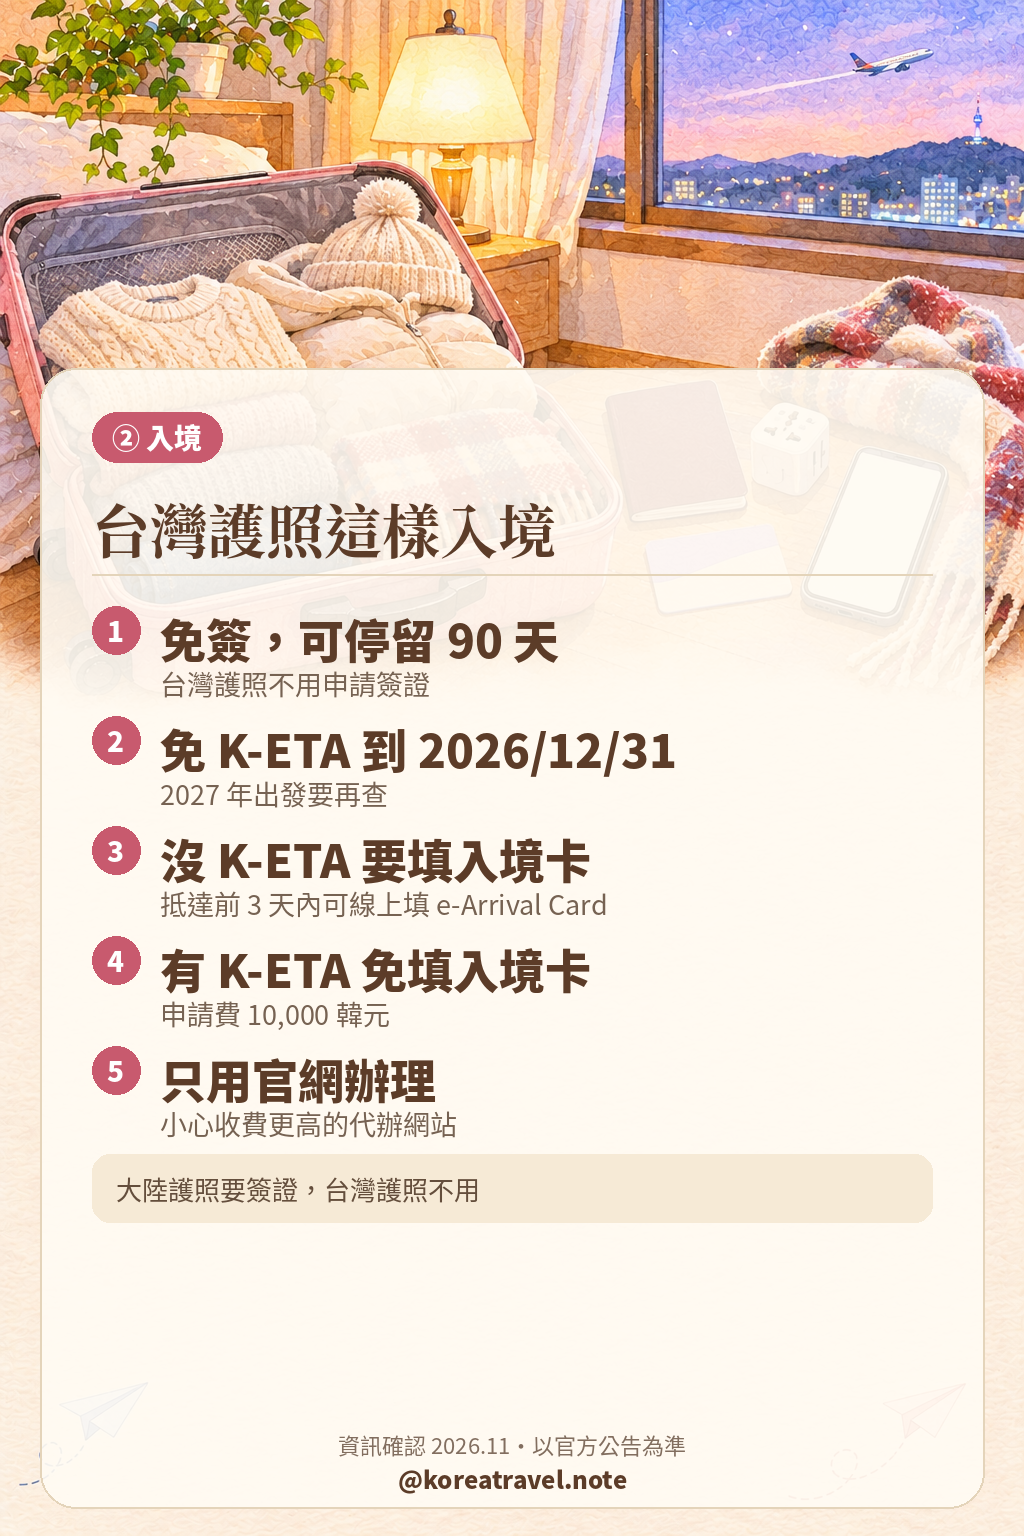 ② 入境
台灣護照這樣入境
1 免簽，可停留 90 天
台灣護照不用申請簽證
2 免 K-ETA 到 2026/12/31
2027 年出發要再查
3 沒 K-ETA 要填入境卡
抵達前 3 天內可線上填 e-Arrival Card
4 有 K-ETA 免填入境卡
申請費 10,000 韓元
5 只用官網辦理
小心收費更高的代辦網站
大陸護照要簽證，台灣護照不用
資訊確認 2026.11・以官方公告為準
@koreatravel.note